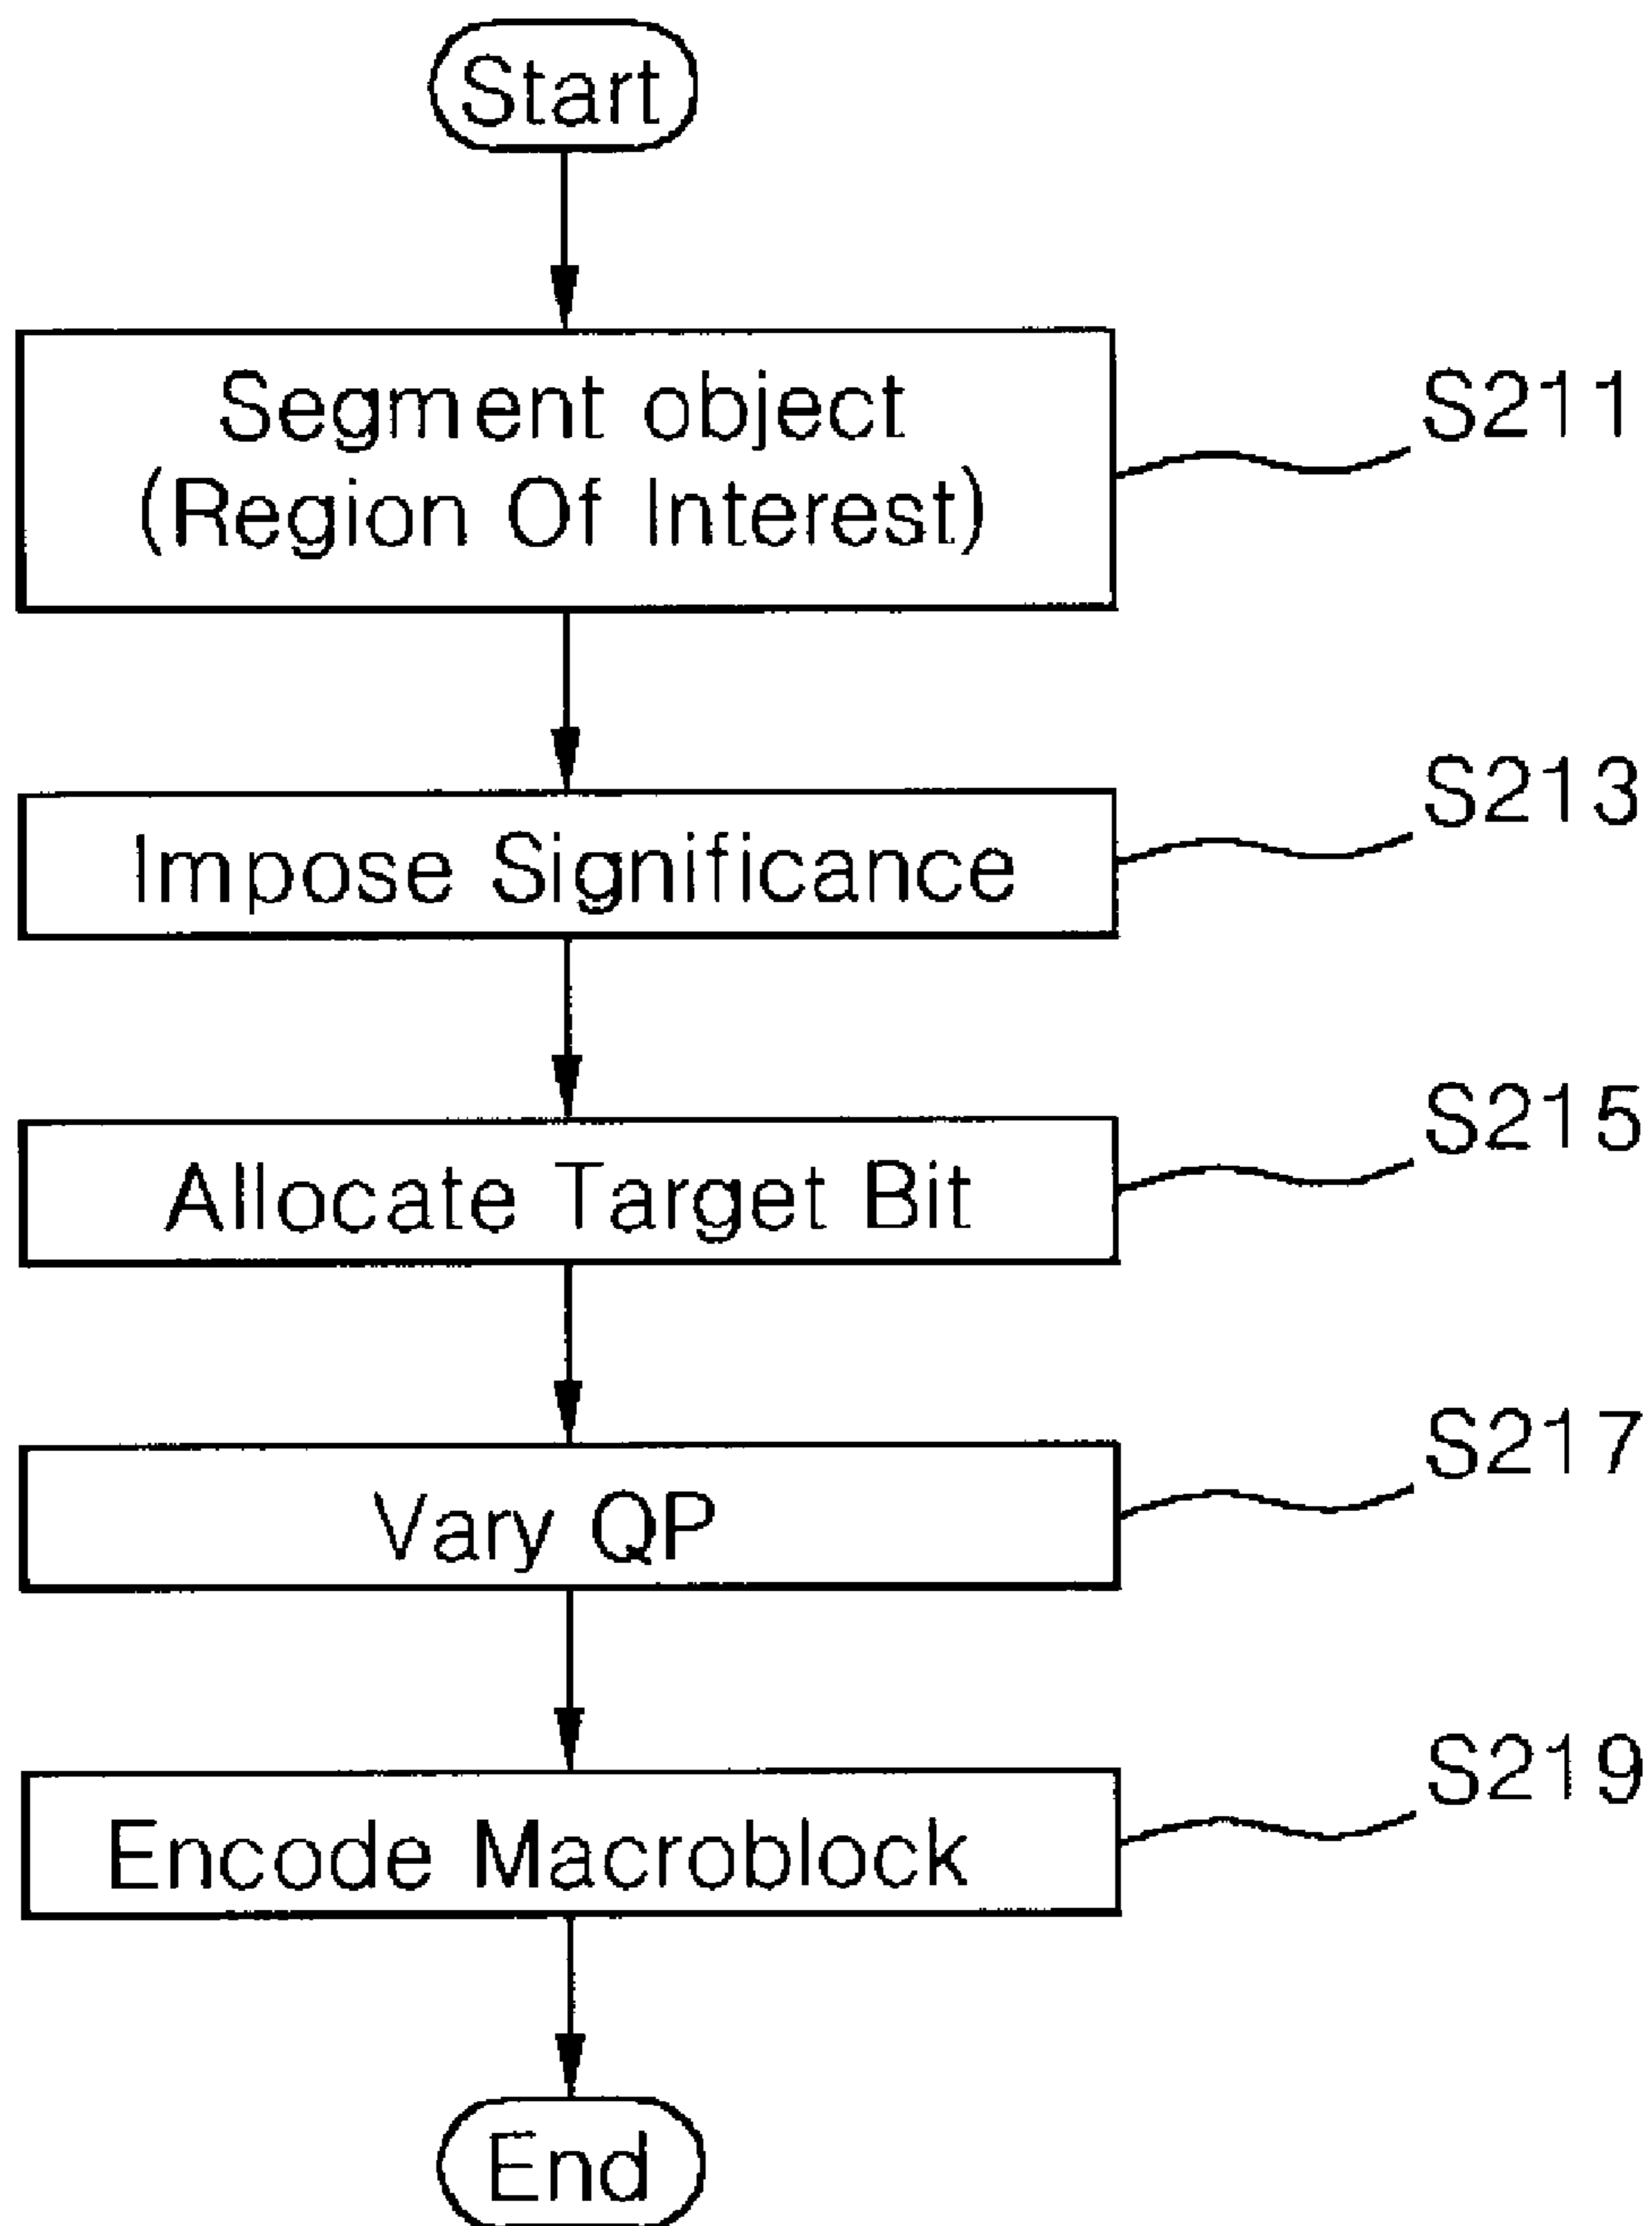 Start
Segment object
(Region Of Interest)
S211
Impose Significance
S213
Allocate Target Bit
S215
Vary QP
S217
Encode Macroblock
S219
End